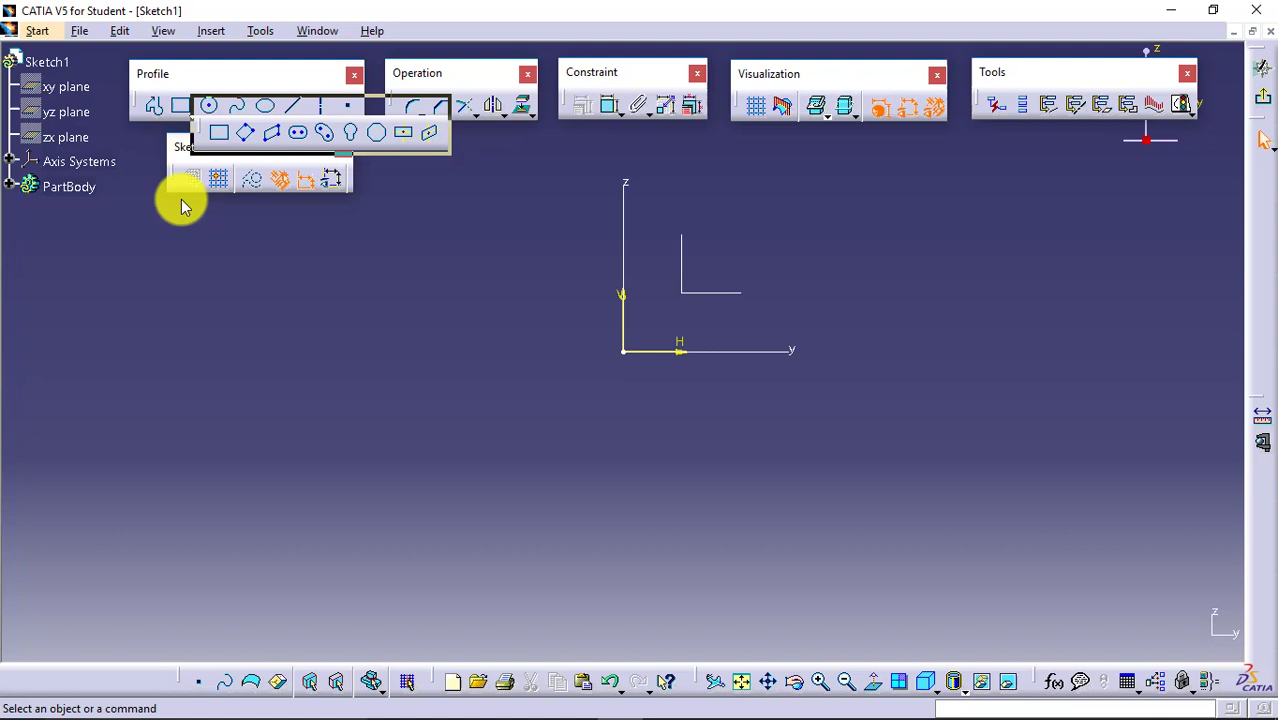 CATIA V5 for Student - [Sketch1]
Start File Edit View Insert Tools Window Help
Sketch1
xy plane
yz plane
zx plane
Axis Systems
PartBody
Profile
Operation
Constraint
Visualization
Tools
z
y
z
V
H
y
z
y
f(x)
CATIA
Select an object or a command